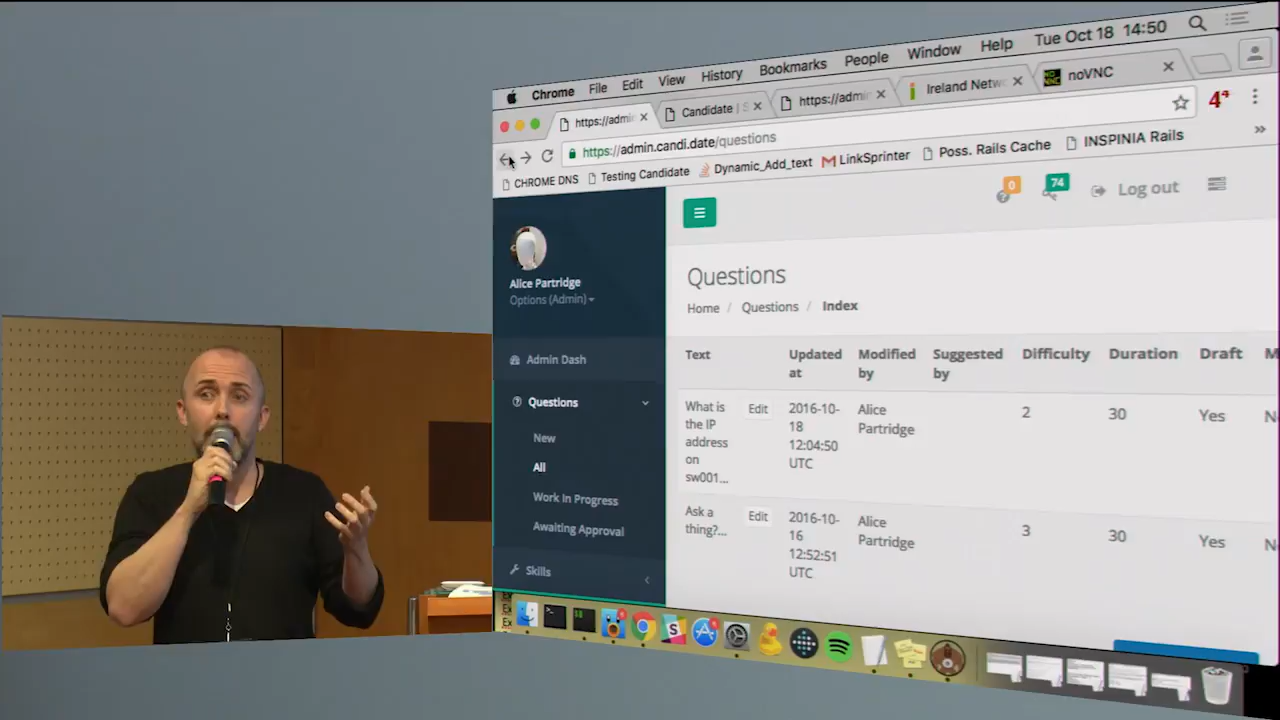 Chrome File Edit View History Bookmarks People Window Help Tue Oct 18 14:50
https://admin Candidate | S https://admin Ireland Netw noVNC
https://admin.candi.date/questions
4
CHROME DNS Testing Candidate Dynamic_Add_text LinkSprinter Poss. Rails Cache INSPINIA Rails »
0 74 Log out
Alice Partridge
Options (Admin)
Admin Dash
Questions
New
All
Work In Progress
Awaiting Approval
Skills
Questions
Home / Questions / Index
Text Updated at Modified by Suggested by Difficulty Duration Draft
What is the IP address on sw001... Edit 2016-10-18 12:04:50 UTC Alice Partridge 2 30 Yes
Ask a thing?... Edit 2016-10-16 12:52:51 UTC Alice Partridge 3 30 Yes